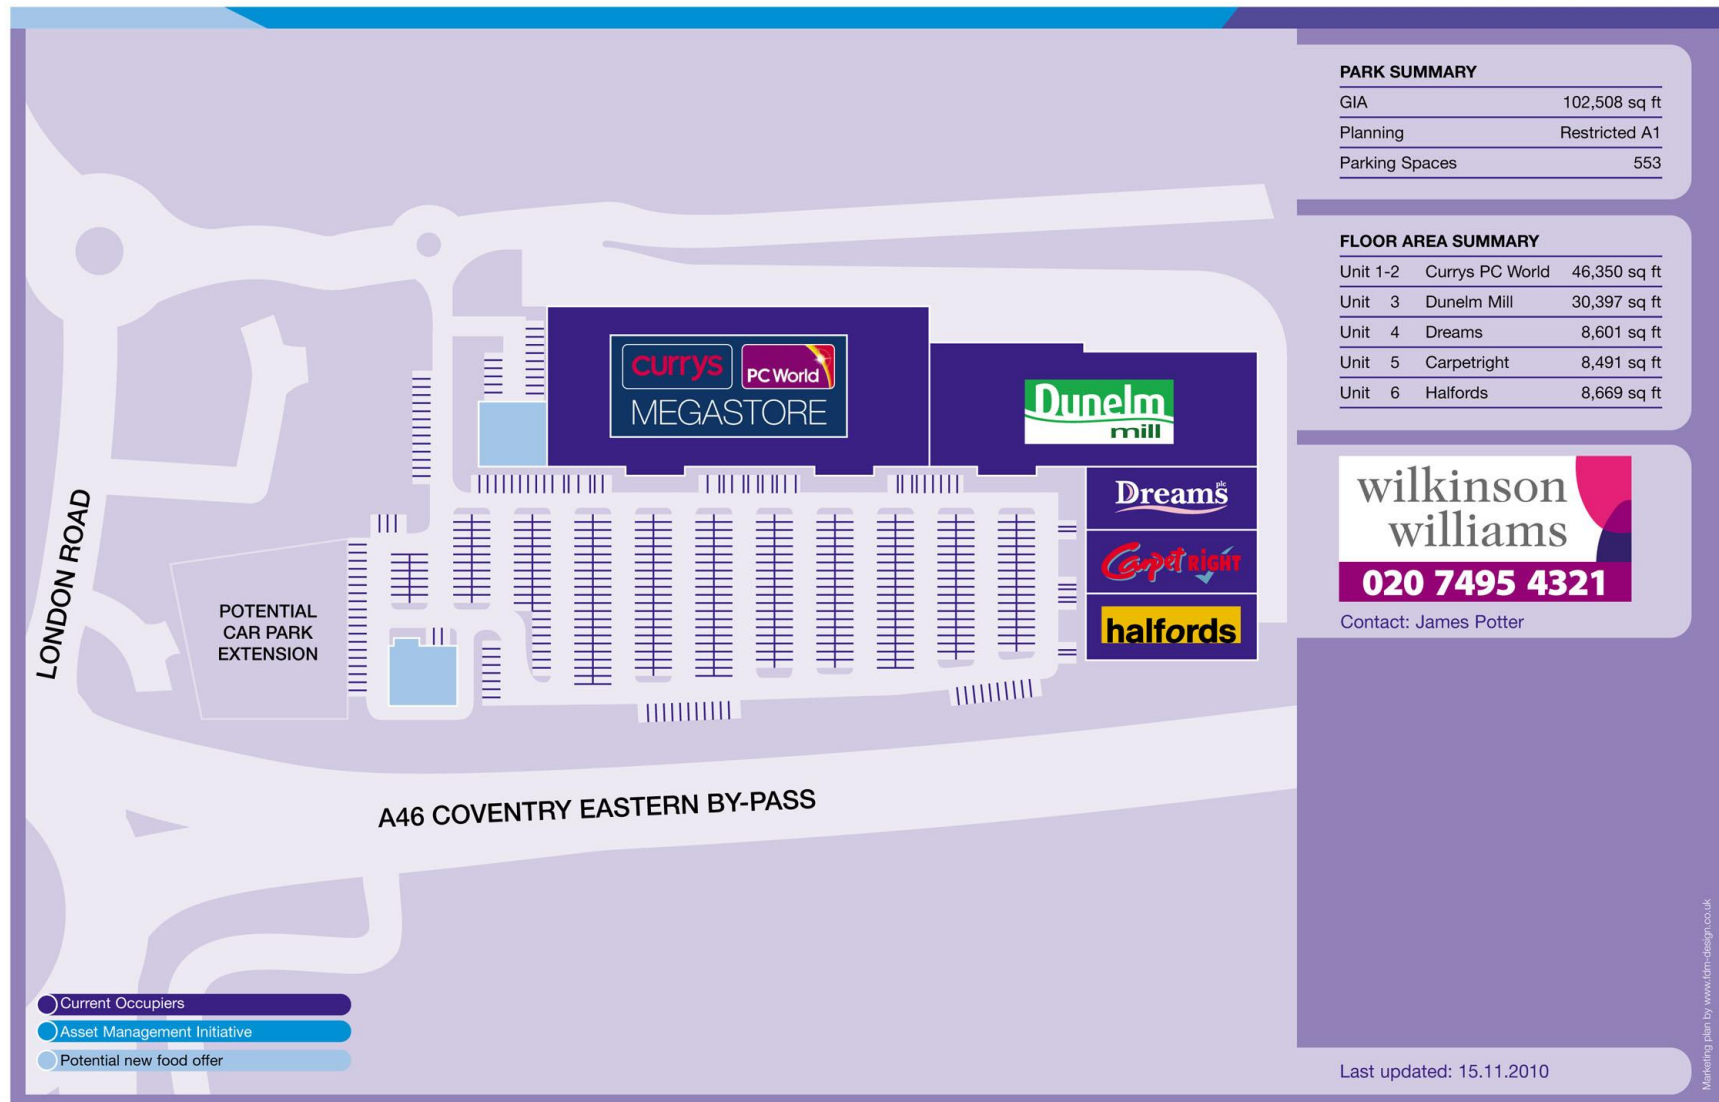 PARK SUMMARY
GIA 102,508 sq ft
Planning Restricted A1
Parking Spaces 553
FLOOR AREA SUMMARY
Unit 1-2 Currys PC World 46,350 sq ft
Unit 3 Dunelm Mill 30,397 sq ft
Unit 4 Dreams 8,601 sq ft
Unit 5 Carpetright 8,491 sq ft
Unit 6 Halfords 8,669 sq ft
wilkinson
williams
020 7495 4321
Contact: James Potter
currys PC World
MEGASTORE
Dunelm
mill
Dreams plc
Carpet RIGHT
halfords
LONDON ROAD
POTENTIAL
CAR PARK
EXTENSION
A46 COVENTRY EASTERN BY-PASS
Current Occupiers
Asset Management Initiative
Potential new food offer
Last updated: 15.11.2010
Marketing plan by www.fdm-design.co.uk